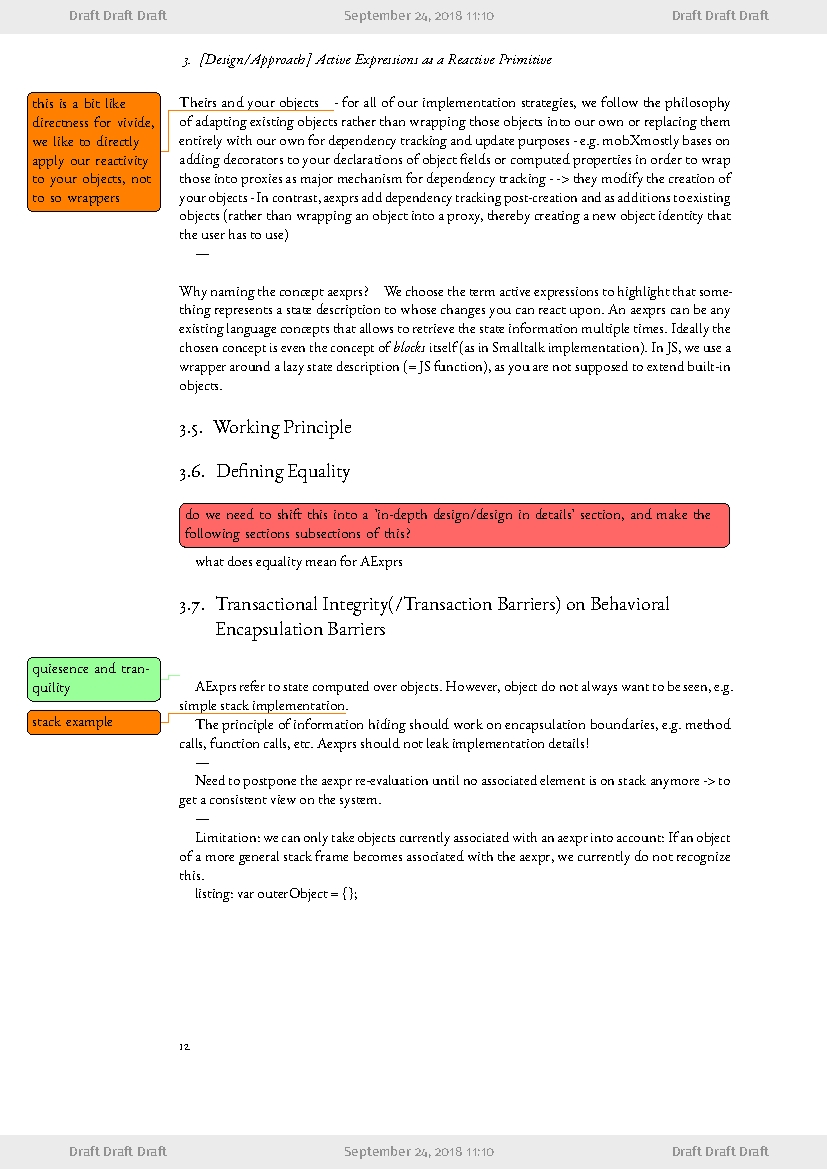 Draft Draft Draft September 24, 2018 11:10 Draft Draft Draft
3. [Design/Approach] Active Expressions as a Reactive Primitive
this is a bit like
directness for vivide,
we like to directly
apply our reactivity
to your objects, not
to so wrappers
Theirs and your objects - for all of our implementation strategies, we follow the philosophy
of adapting existing objects rather than wrapping those objects into our own or replacing them
entirely with our own for dependency tracking and update purposes - e.g. mobXmostly bases on
adding decorators to your declarations of object fields or computed properties in order to wrap
those into proxies as major mechanism for dependency tracking - -> they modify the creation of
your objects - In contrast, aexprs add dependency tracking post-creation and as additions to existing
objects (rather than wrapping an object into a proxy, thereby creating a new object identity that
the user has to use)
—
Why naming the concept aexprs? We choose the term active expressions to highlight that some-
thing represents a state description to whose changes you can react upon. An aexprs can be any
existing language concepts that allows to retrieve the state information multiple times. Ideally the
chosen concept is even the concept of blocks itself (as in Smalltalk implementation). In JS, we use a
wrapper around a lazy state description (= JS function), as you are not supposed to extend built-in
objects.
3.5. Working Principle
3.6. Defining Equality
do we need to shift this into a 'in-depth design/design in details' section, and make the
following sections subsections of this?
what does equality mean for AExprs
3.7. Transactional Integrity(/Transaction Barriers) on Behavioral
Encapsulation Barriers
quiesence and tran-
quility
stack example
AExprs refer to state computed over objects. However, object do not always want to be seen, e.g.
simple stack implementation.
The principle of information hiding should work on encapsulation boundaries, e.g. method
calls, function calls, etc. Aexprs should not leak implementation details!
—
Need to postpone the aexpr re-evaluation until no associated element is on stack anymore -> to
get a consistent view on the system.
—
Limitation: we can only take objects currently associated with an aexpr into account: If an object
of a more general stack frame becomes associated with the aexpr, we currently do not recognize
this.
listing: var outerObject = {};
12
Draft Draft Draft September 24, 2018 11:10 Draft Draft Draft